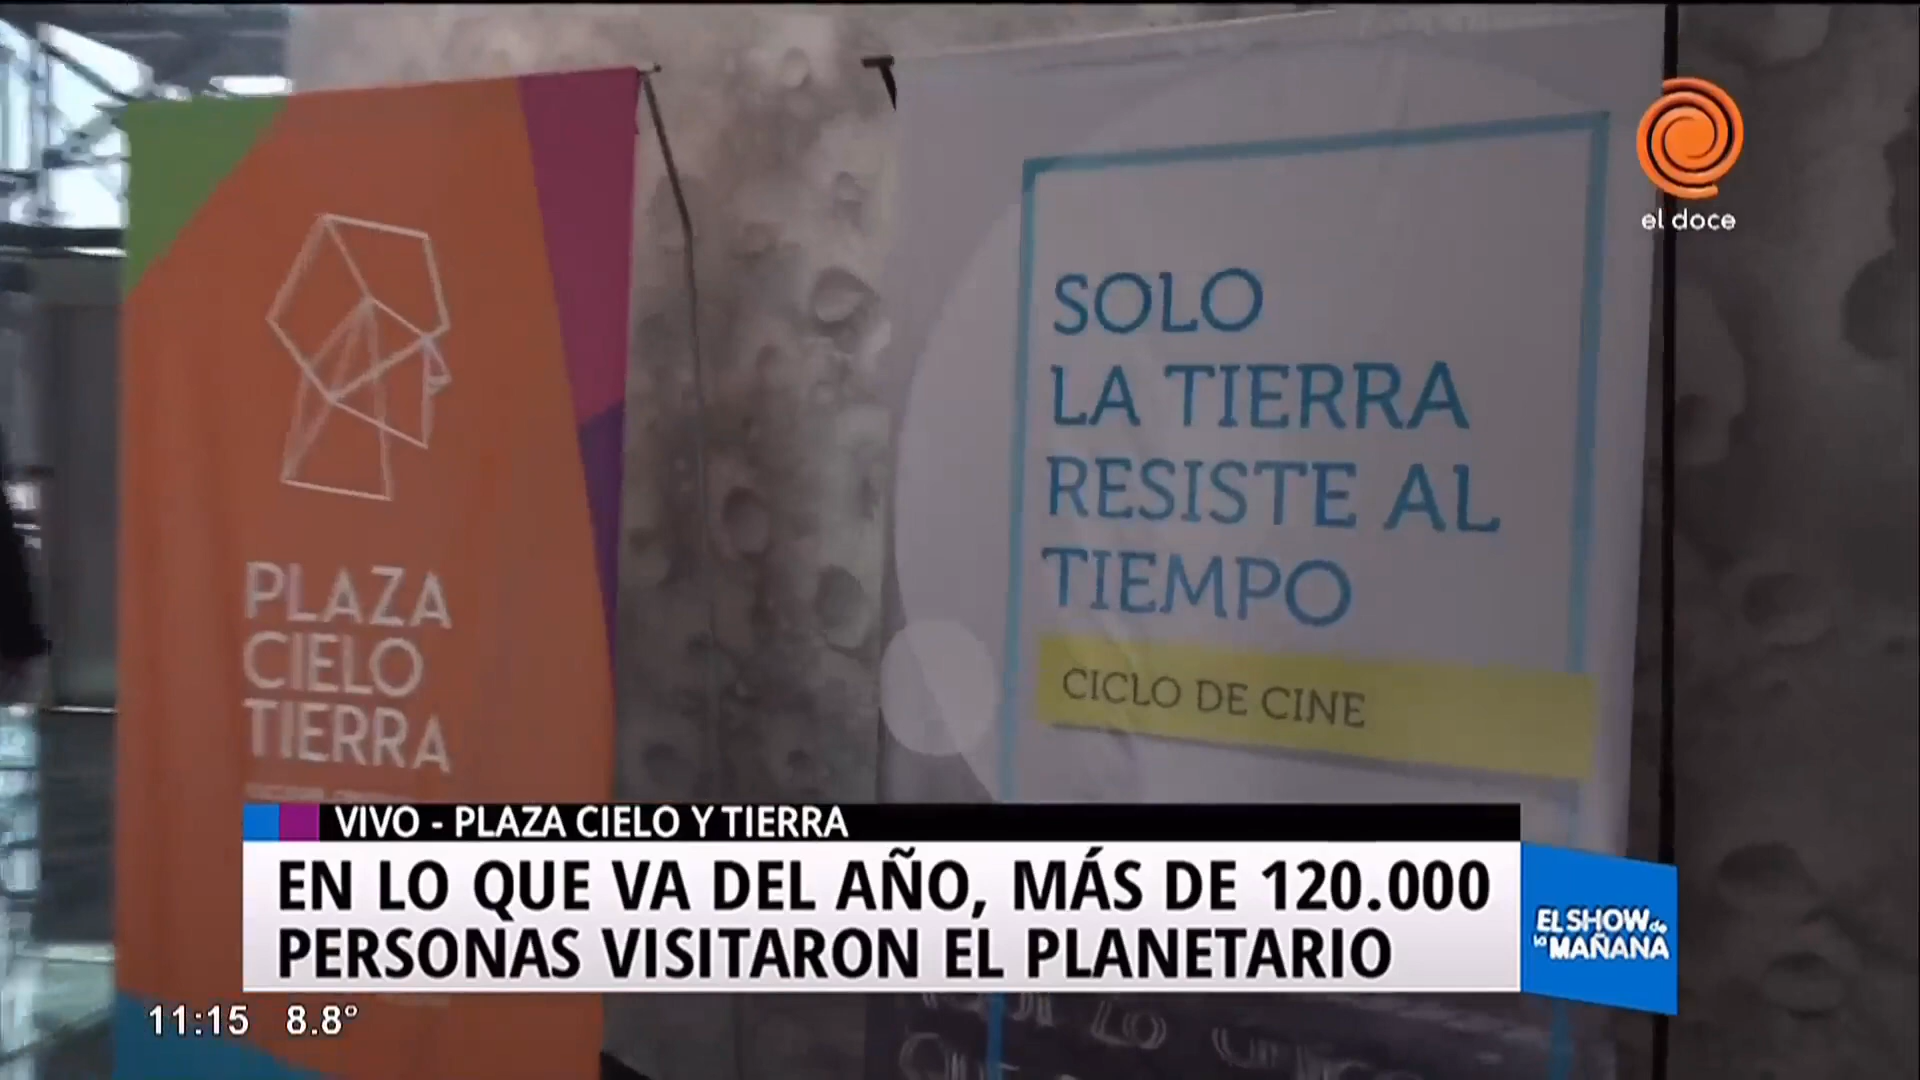 el doce
SOLO
LA TIERRA
RESISTE AL
TIEMPO
CICLO DE CINE
PLAZA
CIELO
TIERRA
VIVO - PLAZA CIELO Y TIERRA
EN LO QUE VA DEL AÑO, MÁS DE 120.000
PERSONAS VISITARON EL PLANETARIO
EL SHOW de
la MAÑANA
11:15 8.8°